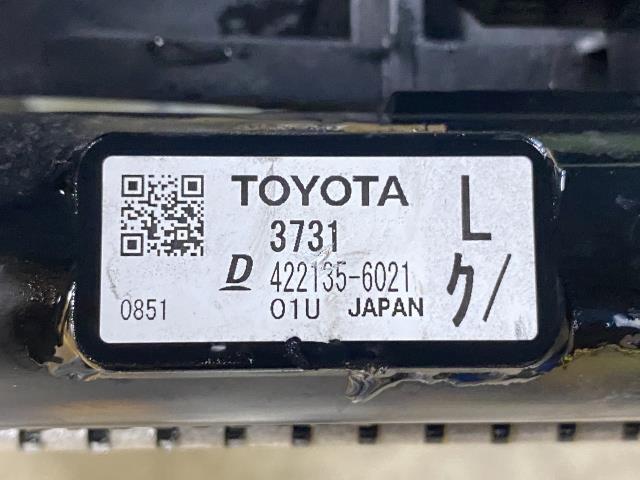 TOYOTA
L
3731
D 422135-6021
ク/
0851
01U JAPAN